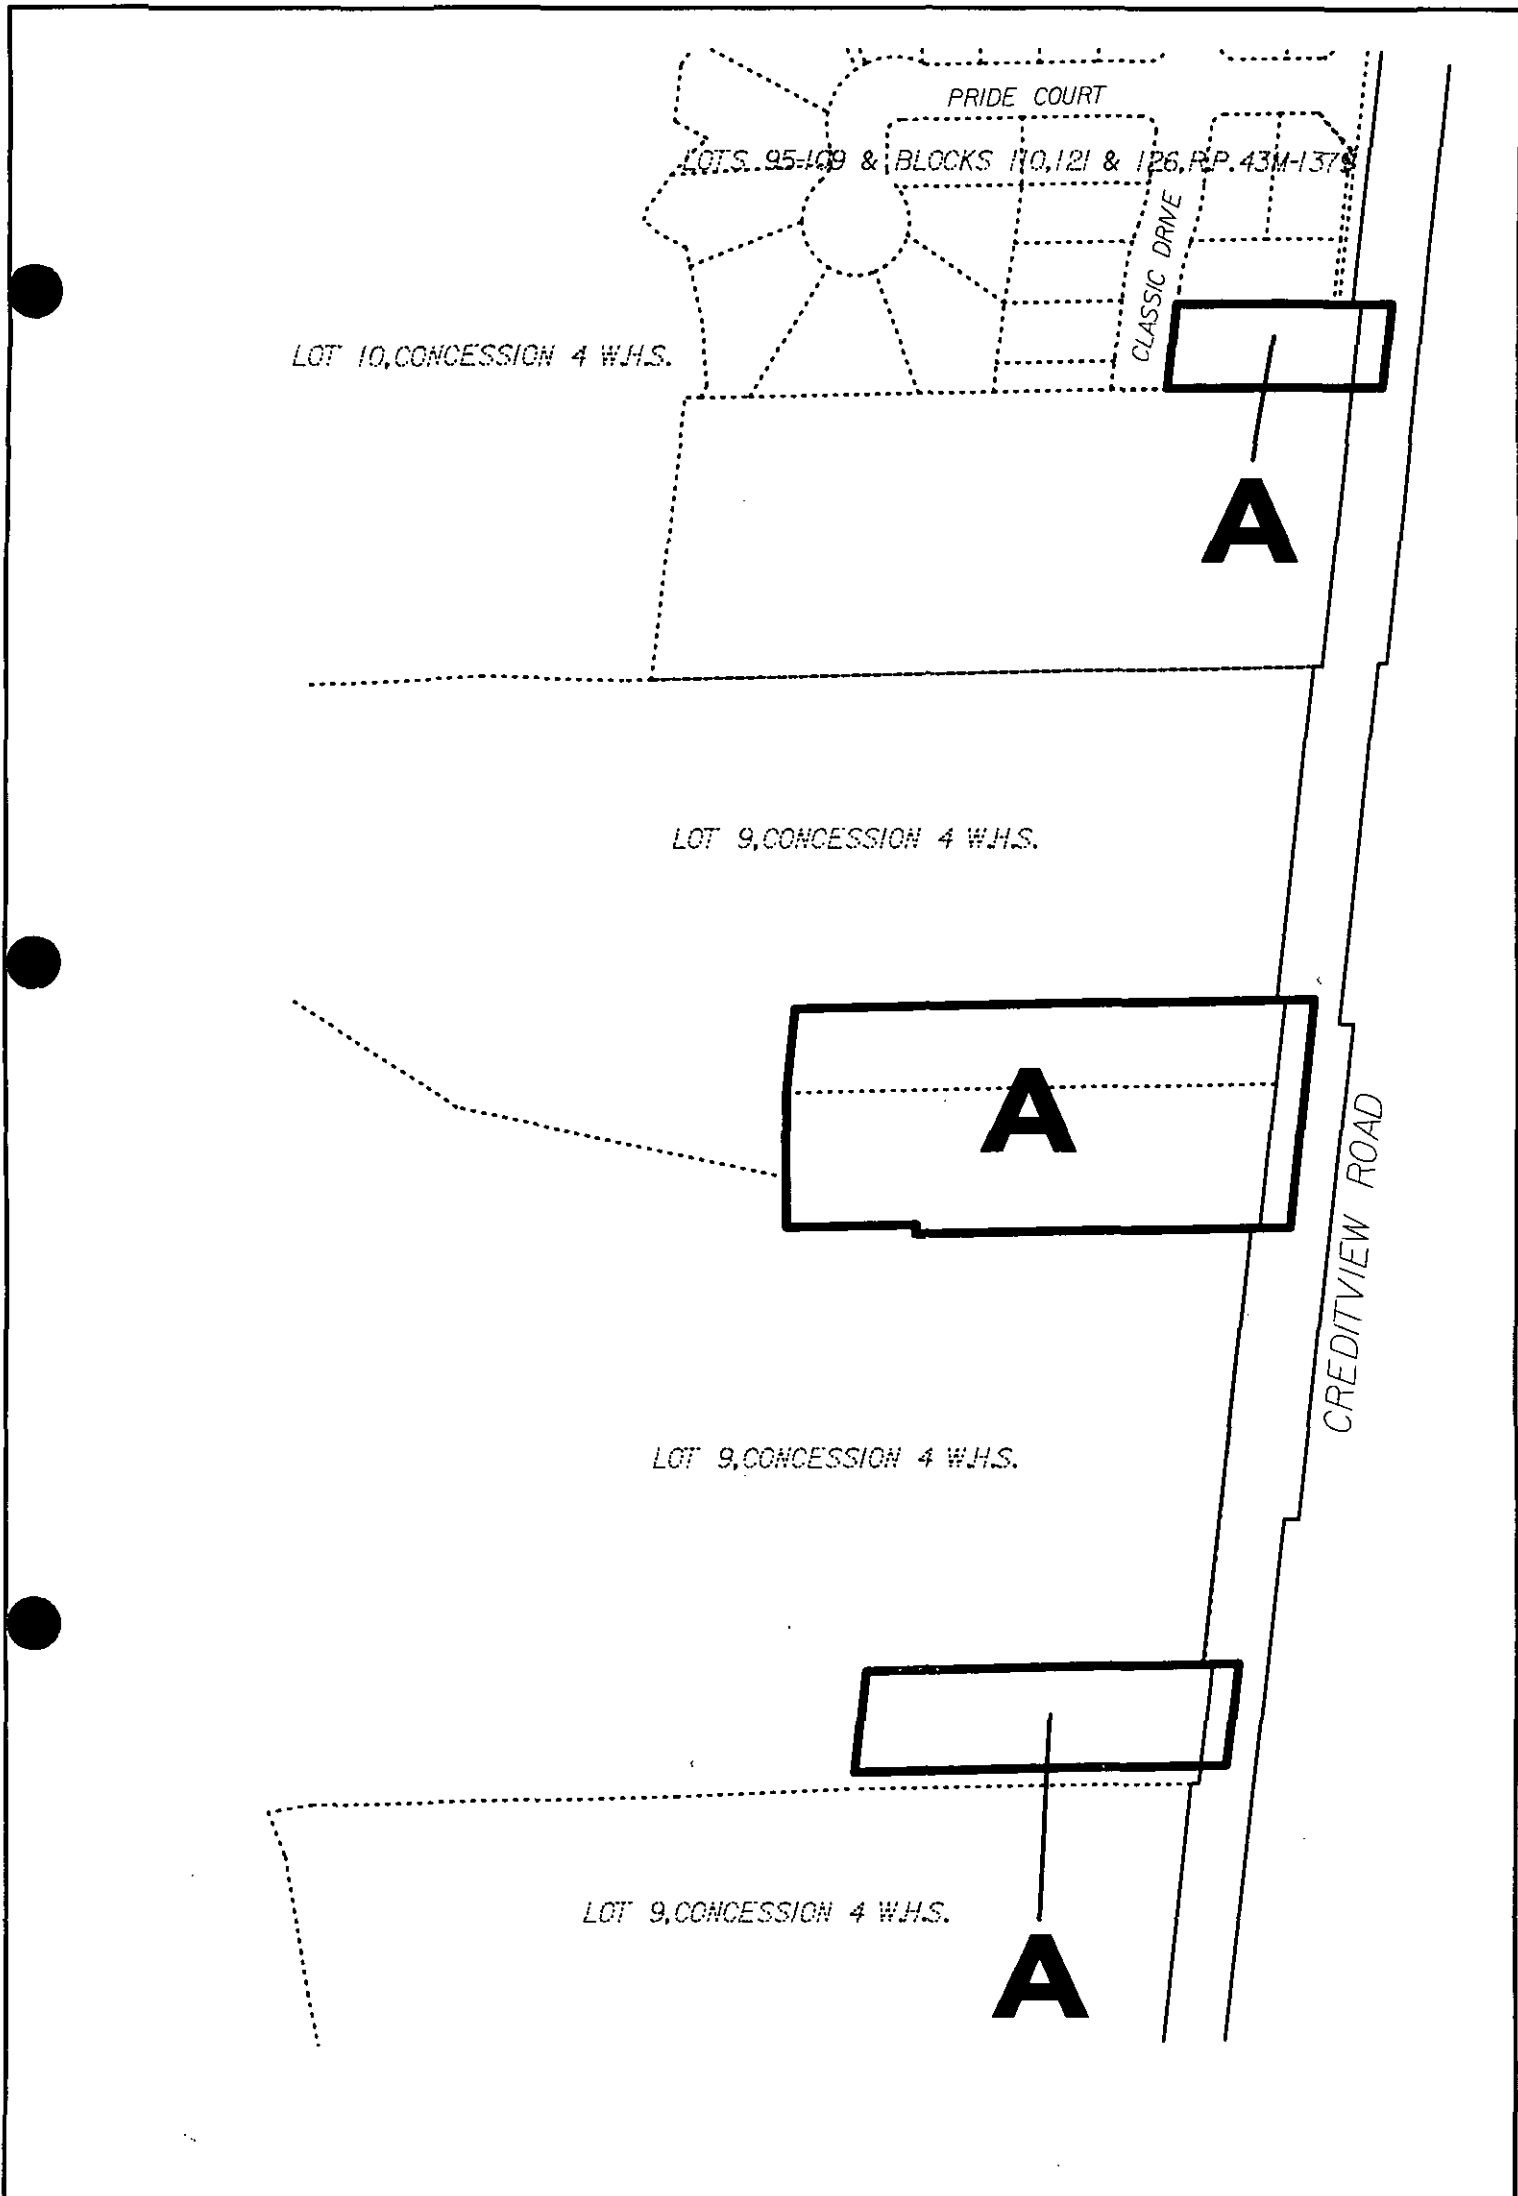 PRIDE COURT
LOTS 95-109 & BLOCKS 110,121 & 126, R.P. 43M-137
CLASSIC DRIVE
LOT 10, CONCESSION 4 W.H.S.
A
LOT 9, CONCESSION 4 W.H.S.
A
CREDITVIEW ROAD
LOT 9, CONCESSION 4 W.H.S.
LOT 9, CONCESSION 4 W.H.S.
A